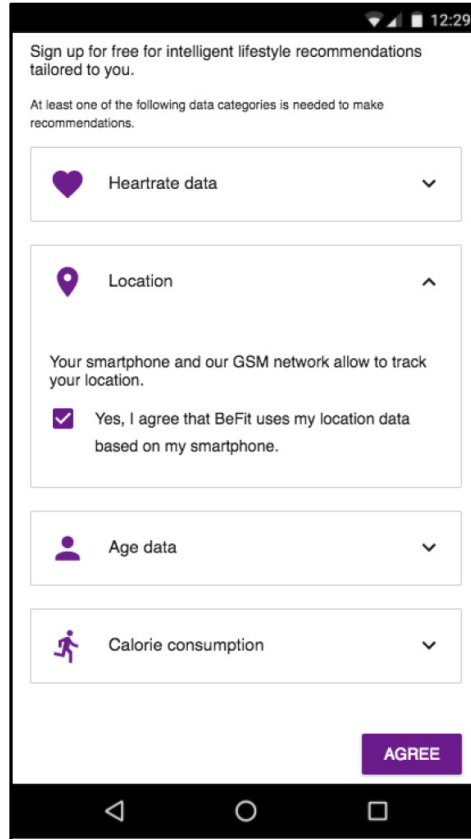 12:29
Sign up for free for intelligent lifestyle recommendations
tailored to you.
At least one of the following data categories is needed to make
recommendations.
Heartrate data
Location
Your smartphone and our GSM network allow to track
your location.
Yes, I agree that BeFit uses my location data
based on my smartphone.
Age data
Calorie consumption
AGREE